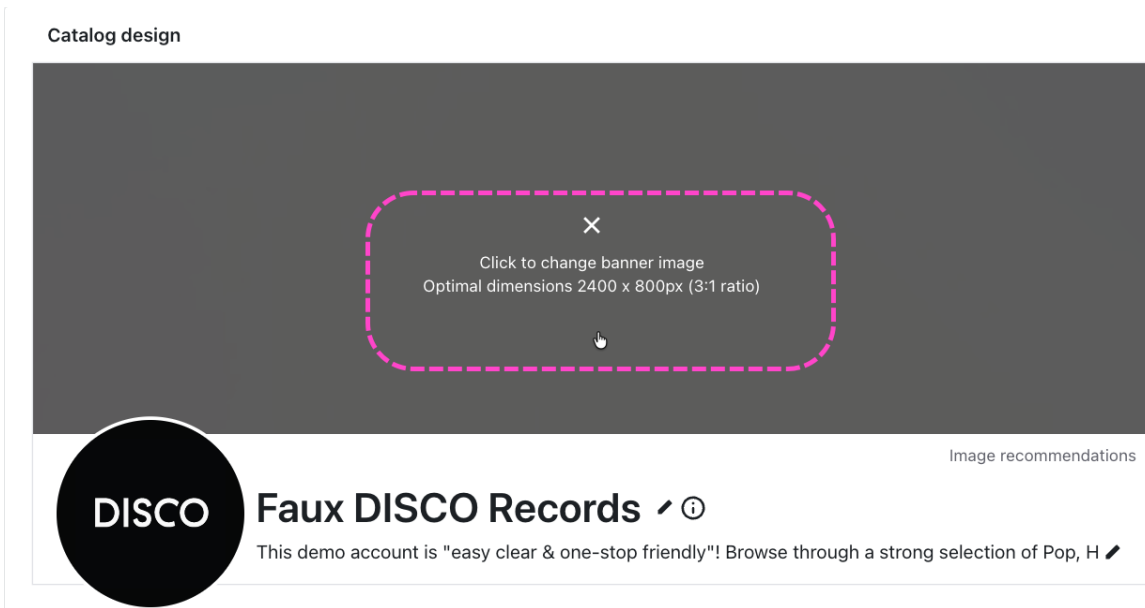 Catalog design
Click to change banner image
Optimal dimensions 2400 x 800px (3:1 ratio)
Image recommendations
DISCO
Faux DISCO Records
This demo account is "easy clear & one-stop friendly"! Browse through a strong selection of Pop, H